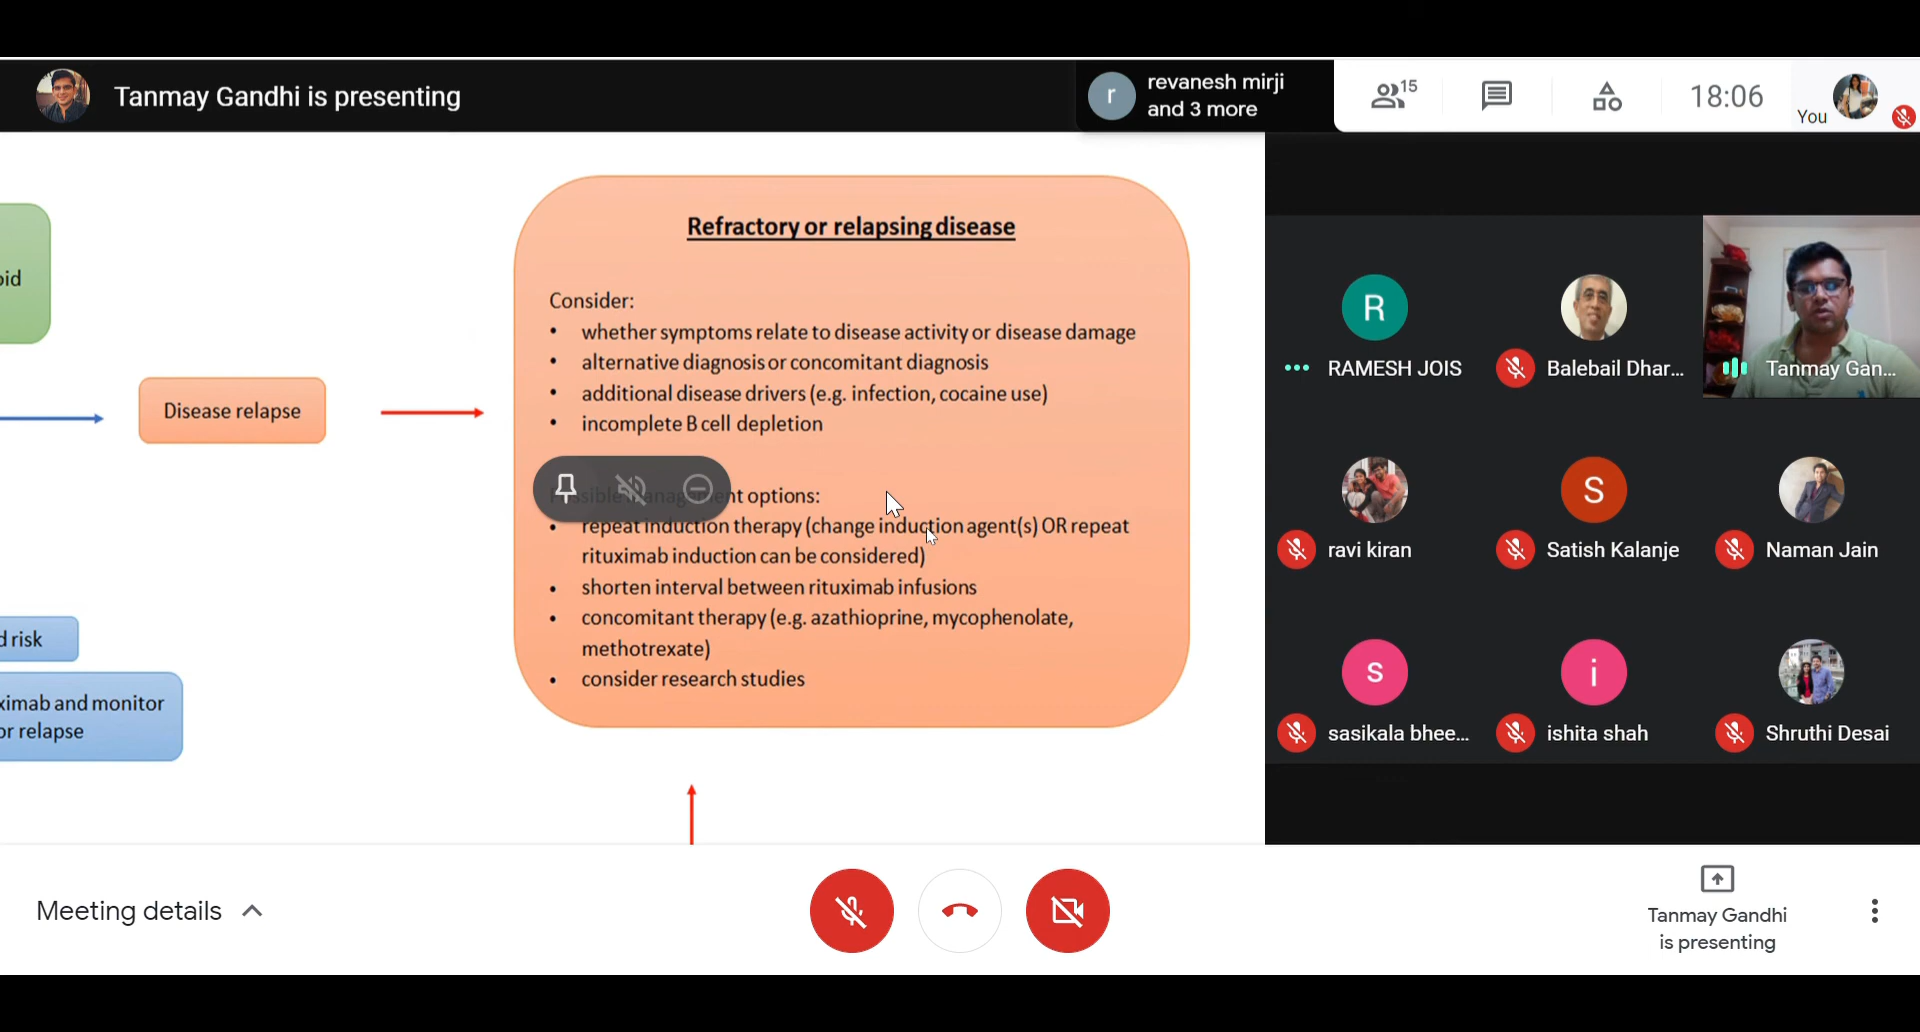 Tanmay Gandhi is presenting
r
revanesh mirji
and 3 more
15
18:06
You
oid
Disease relapse
d risk
ximab and monitor
or relapse
Refractory or relapsing disease
Consider:
• whether symptoms relate to disease activity or disease damage
• alternative diagnosis or concomitant diagnosis
• additional disease drivers (e.g. infection, cocaine use)
• incomplete B cell depletion
Possible management options:
• repeat induction therapy (change induction agent(s) OR repeat
rituximab induction can be considered)
• shorten interval between rituximab infusions
• concomitant therapy (e.g. azathioprine, mycophenolate,
methotrexate)
• consider research studies
R
RAMESH JOIS
Balebail Dhar...
Tanmay Gan...
ravi kiran
S
Satish Kalanje
Naman Jain
s
sasikala bhee...
i
ishita shah
Shruthi Desai
Meeting details
Tanmay Gandhi
is presenting